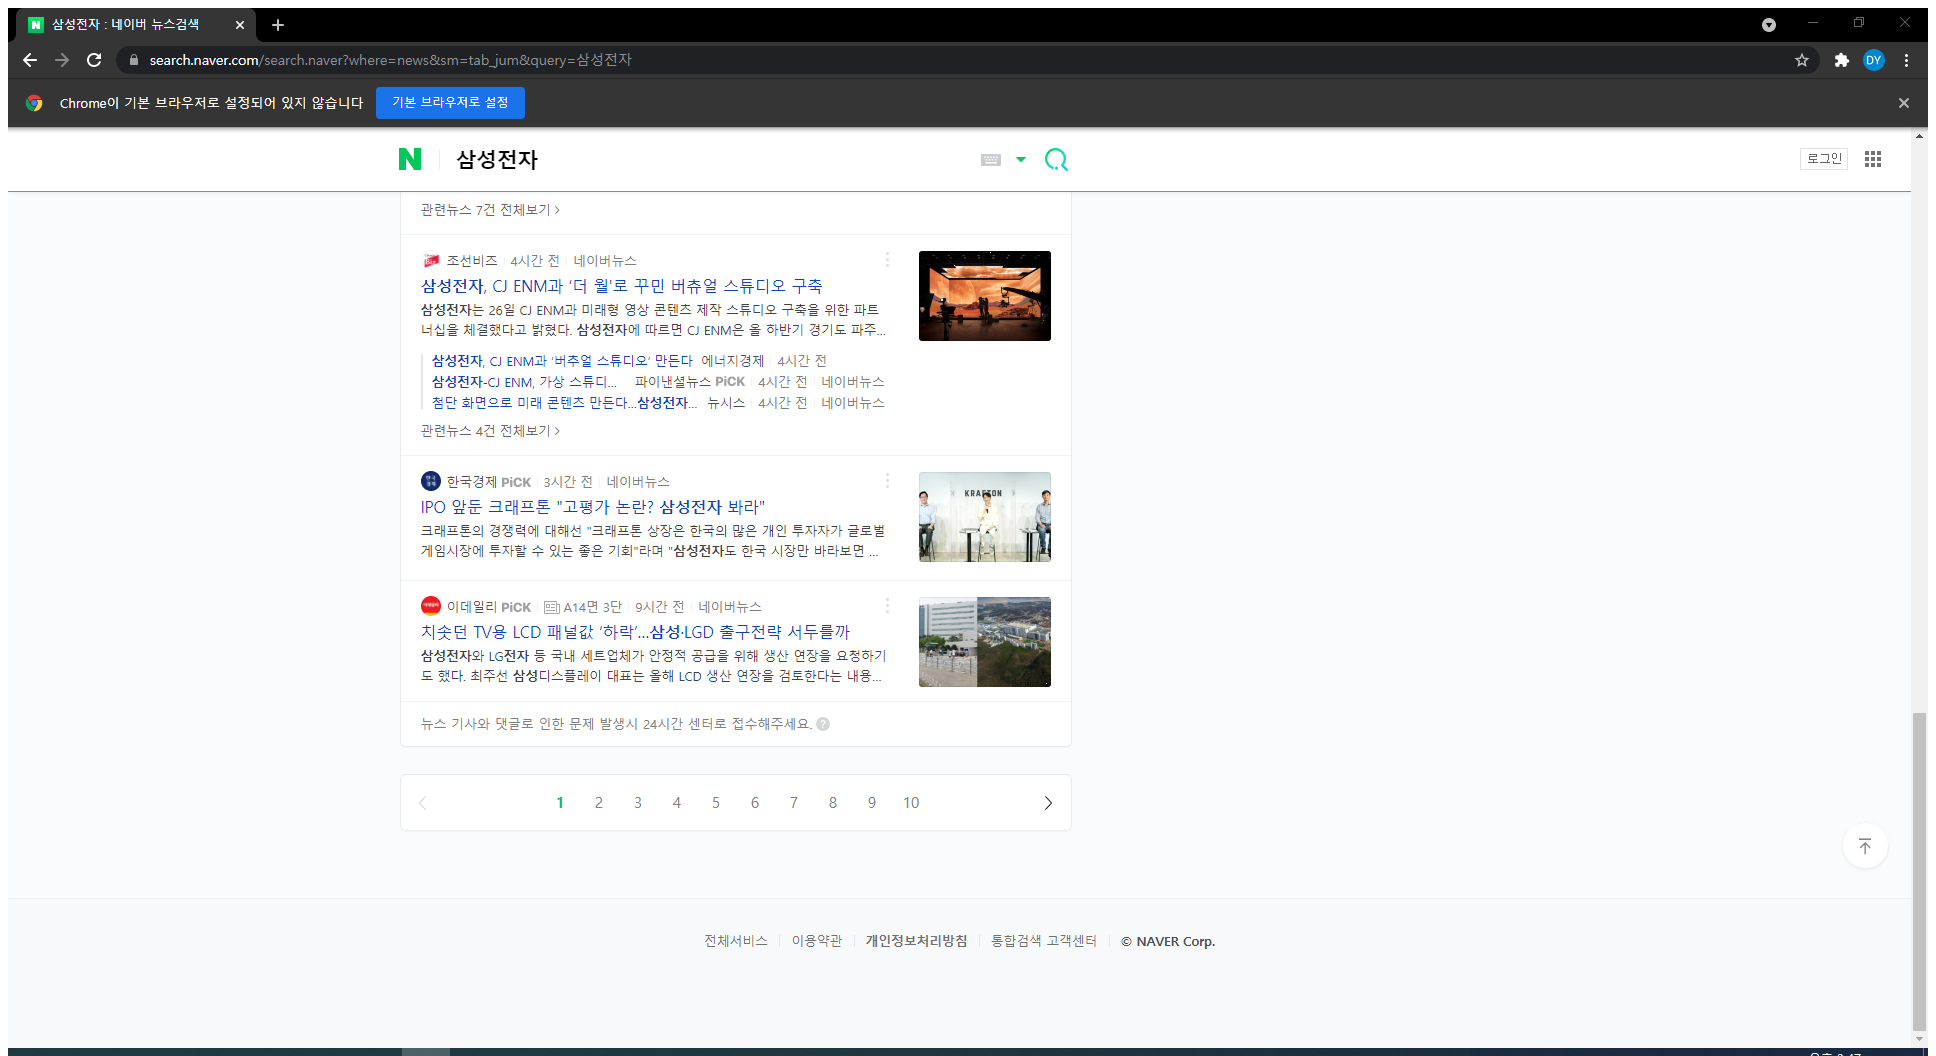 삼성전자 : 네이버 뉴스검색
search.naver.com/search.naver?where=news&sm=tab_jum&query=삼성전자
DY
Chrome이 기본 브라우저로 설정되어 있지 않습니다
기본 브라우저로 설정
N 삼성전자
로그인
관련뉴스 7건 전체보기 >
조선비즈 4시간 전 네이버뉴스
삼성전자, CJ ENM과 ‘더 월'로 꾸민 버츄얼 스튜디오 구축
삼성전자는 26일 CJ ENM과 미래형 영상 콘텐츠 제작 스튜디오 구축을 위한 파트
너십을 체결했다고 밝혔다. 삼성전자에 따르면 CJ ENM은 올 하반기 경기도 파주...
삼성전자, CJ ENM과 ‘버추얼 스튜디오’ 만든다 에너지경제 4시간 전
삼성전자-CJ ENM, 가상 스튜디... 파이낸셜뉴스 PiCK 4시간 전 네이버뉴스
첨단 화면으로 미래 콘텐츠 만든다...삼성전자... 뉴시스 4시간 전 네이버뉴스
관련뉴스 4건 전체보기 >
한국경제 PiCK 3시간 전 네이버뉴스
IPO 앞둔 크래프톤 "고평가 논란? 삼성전자 봐라"
크래프톤의 경쟁력에 대해선 "크래프톤 상장은 한국의 많은 개인 투자자가 글로벌
게임시장에 투자할 수 있는 좋은 기회"라며 "삼성전자도 한국 시장만 바라보면 ...
KRAFTON
이데일리 PiCK A14면 3단 9시간 전 네이버뉴스
치솟던 TV용 LCD 패널값 ‘하락’...삼성·LGD 출구전략 서두를까
삼성전자와 LG전자 등 국내 세트업체가 안정적 공급을 위해 생산 연장을 요청하기
도 했다. 최주선 삼성디스플레이 대표는 올해 LCD 생산 연장을 검토한다는 내용...
뉴스 기사와 댓글로 인한 문제 발생시 24시간 센터로 접수해주세요.
1 2 3 4 5 6 7 8 9 10
전체서비스 이용약관 개인정보처리방침 통합검색 고객센터 © NAVER Corp.